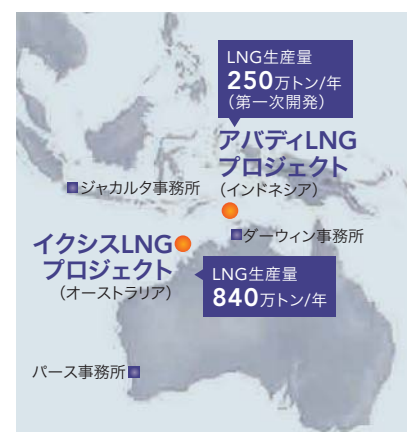 LNG生産量
250万トン/年
(第一次開発)
アバディLNG
プロジェクト
(インドネシア)
ジャカルタ事務所
ダーウィン事務所
イクシスLNG
プロジェクト
(オーストラリア)
LNG生産量
840万トン/年
パース事務所